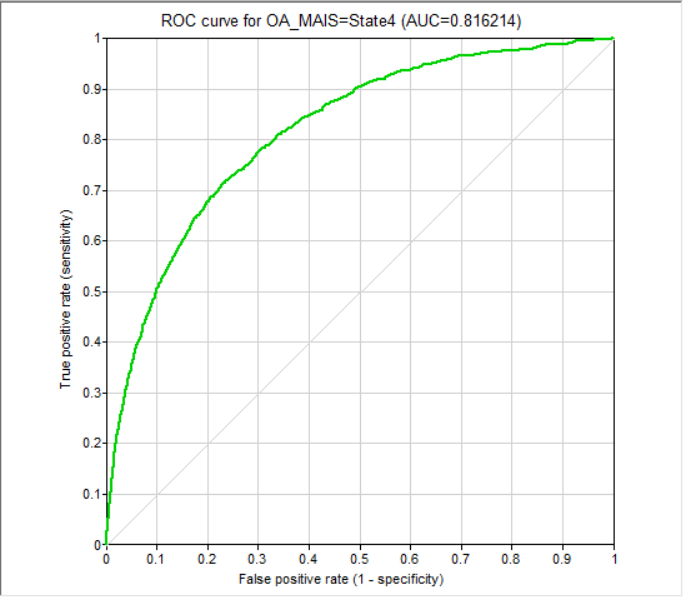 ROC curve for OA_MAIS=State4 (AUC=0.816214)
1
0.9
0.8
0.7
0.6
0.5
0.4
0.3
0.2
0.1
0
True positive rate (sensitivity)
0 0.1 0.2 0.3 0.4 0.5 0.6 0.7 0.8 0.9 1
False positive rate (1 - specificity)